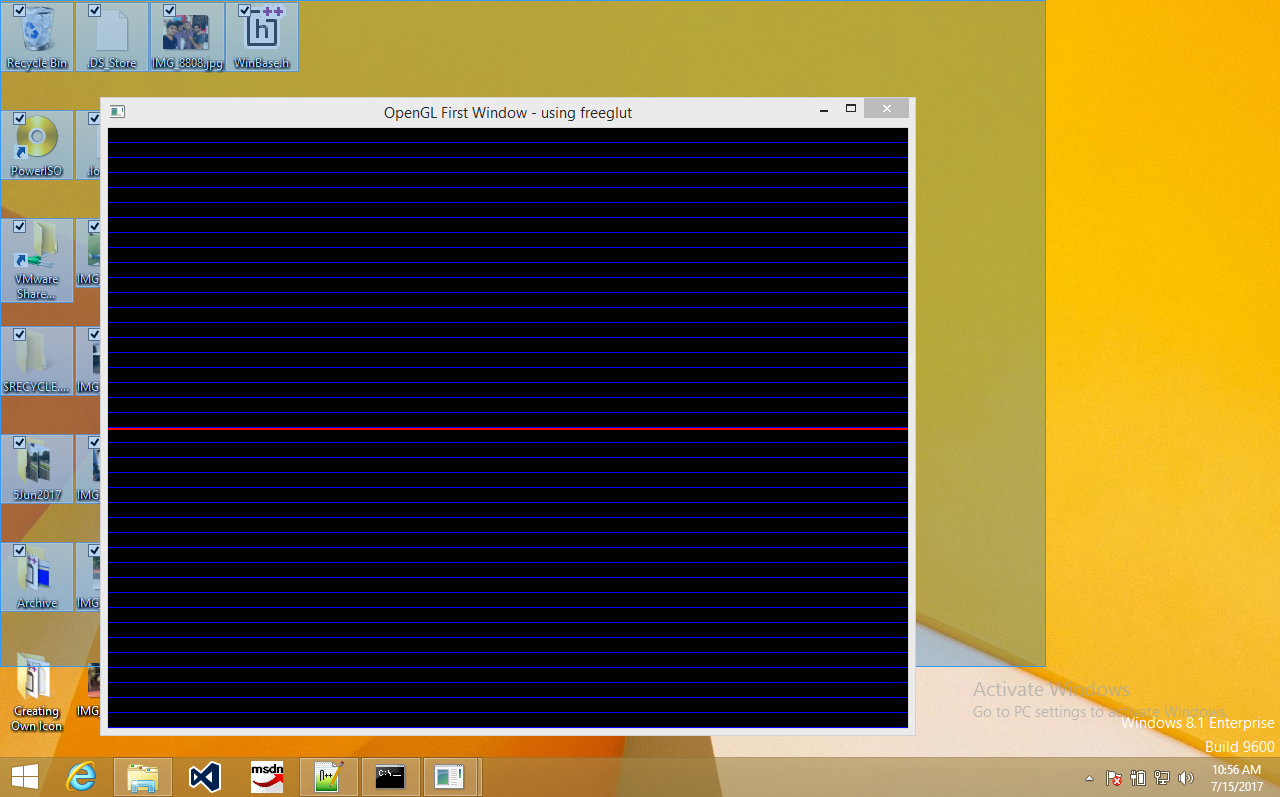 Recycle Bin
.DS_Store
IMG_8808.jpg
WinBase.h
OpenGL First Window - using freeglut
PowerISO
.lo
VMware
Share...
IMG
$RECYCLE....
IMG
5Jun2017
IMG
Archive
IMG
Creating
Own Icon
IMG
Activate Windows
Go to PC settings to activate Windows.
Windows 8.1 Enterprise
Build 9600
msdn
N++
C:\_
10:56 AM
7/15/2017